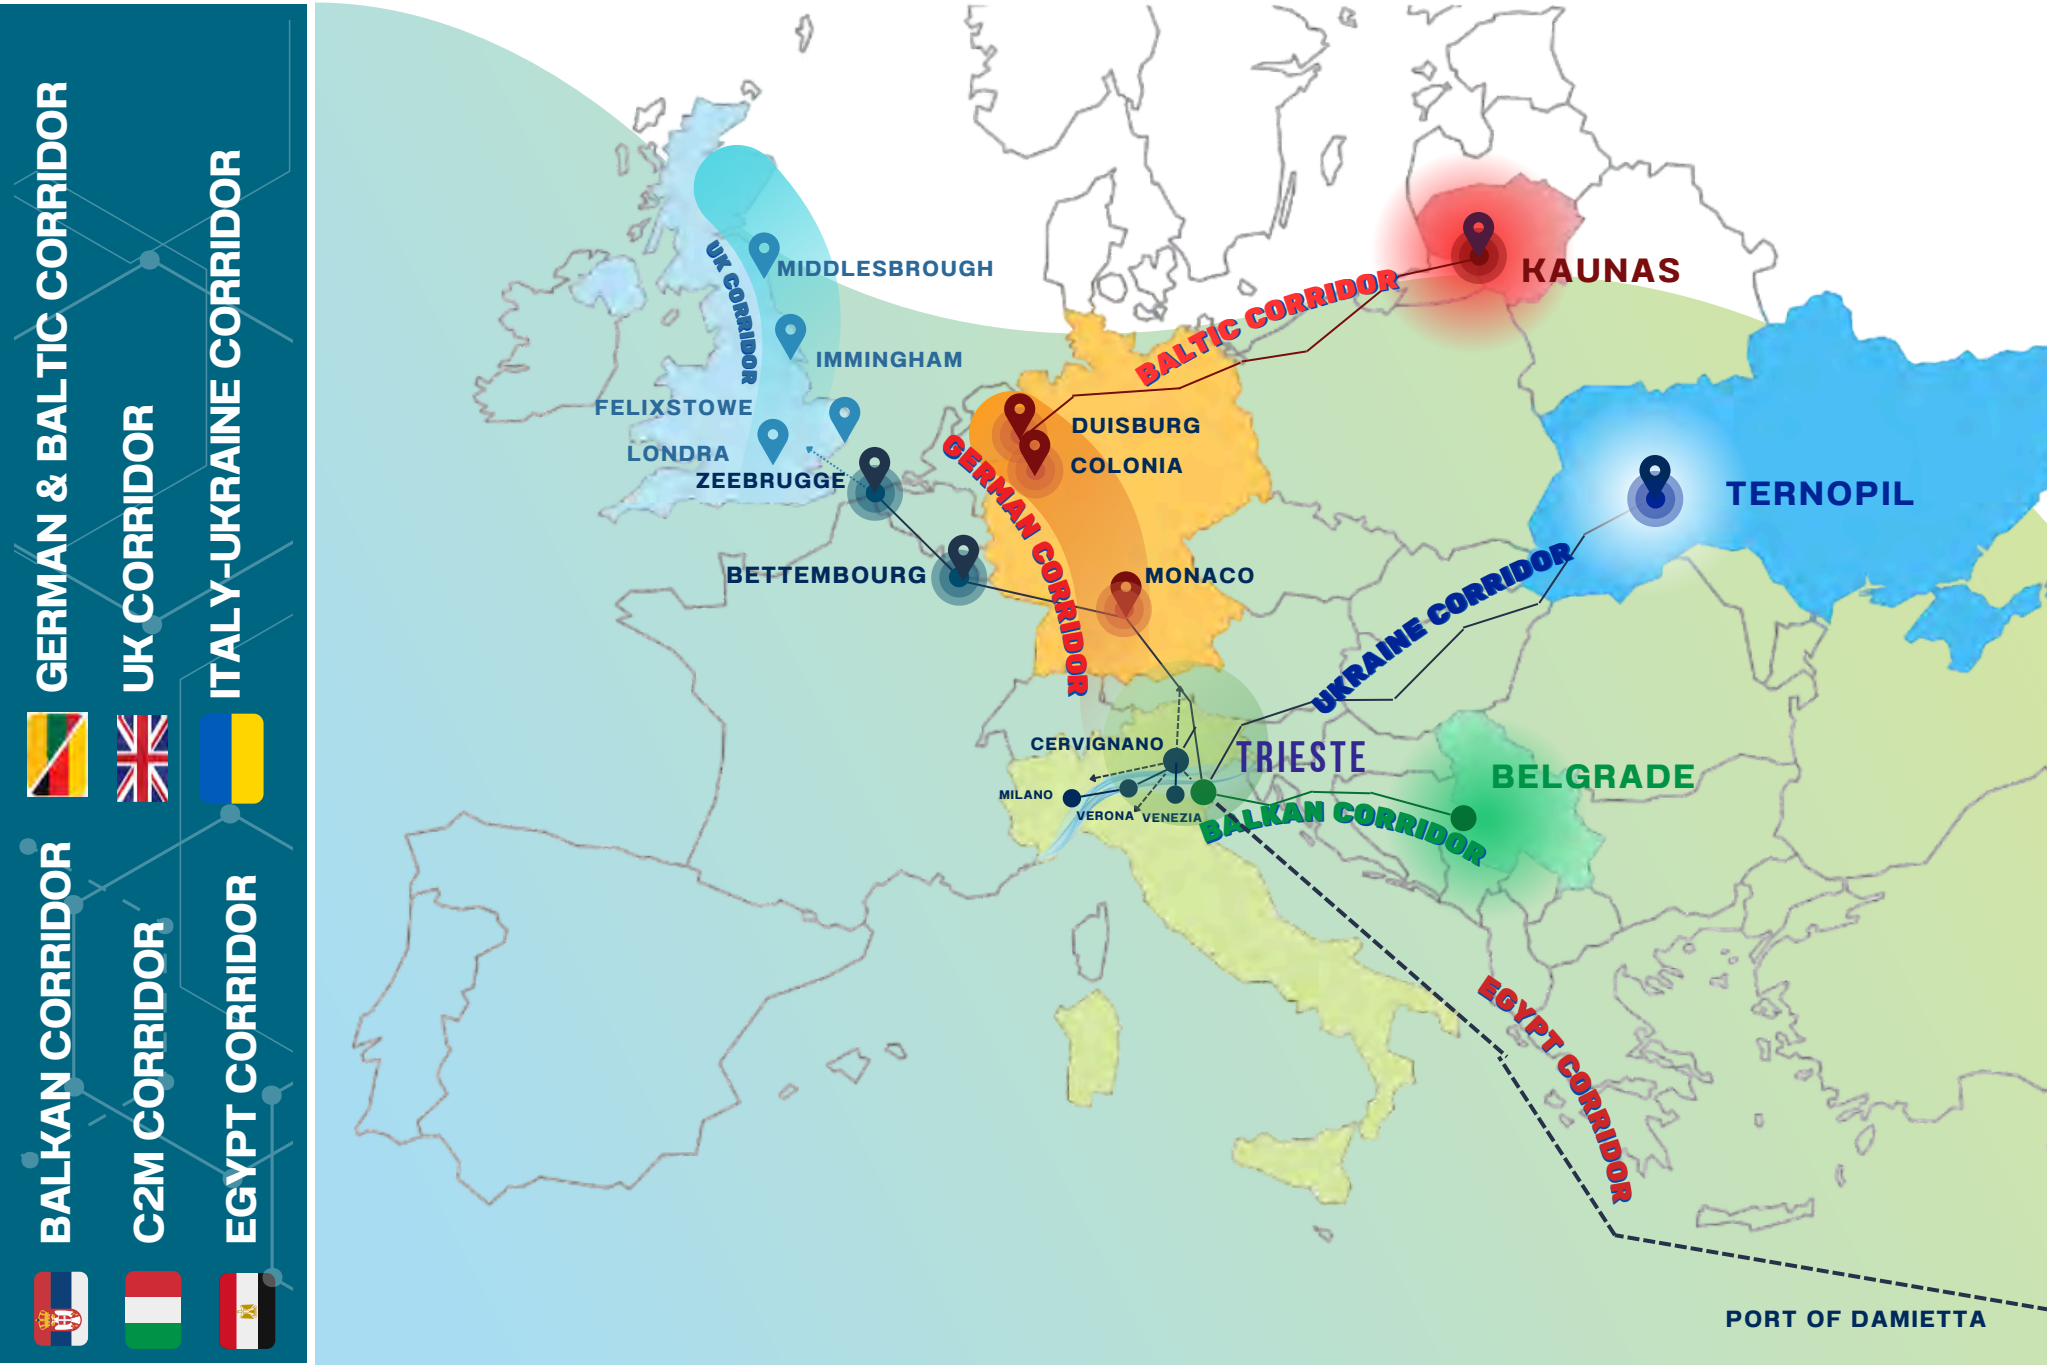 GERMAN & BALTIC CORRIDOR
UK CORRIDOR
ITALY-UKRAINE CORRIDOR
BALKAN CORRIDOR
C2M CORRIDOR
EGYPT CORRIDOR
UK CORRIDOR
MIDDLESBROUGH
IMMINGHAM
FELIXSTOWE
LONDRA
ZEEBRUGGE
BETTEMBOURG
BALTIC CORRIDOR
KAUNAS
DUISBURG
COLONIA
GERMAN CORRIDOR
MONACO
TERNOPIL
UKRAINE CORRIDOR
CERVIGNANO
TRIESTE
MILANO
VERONA
VENEZIA
BELGRADE
BALKAN CORRIDOR
EGYPT CORRIDOR
PORT OF DAMIETTA